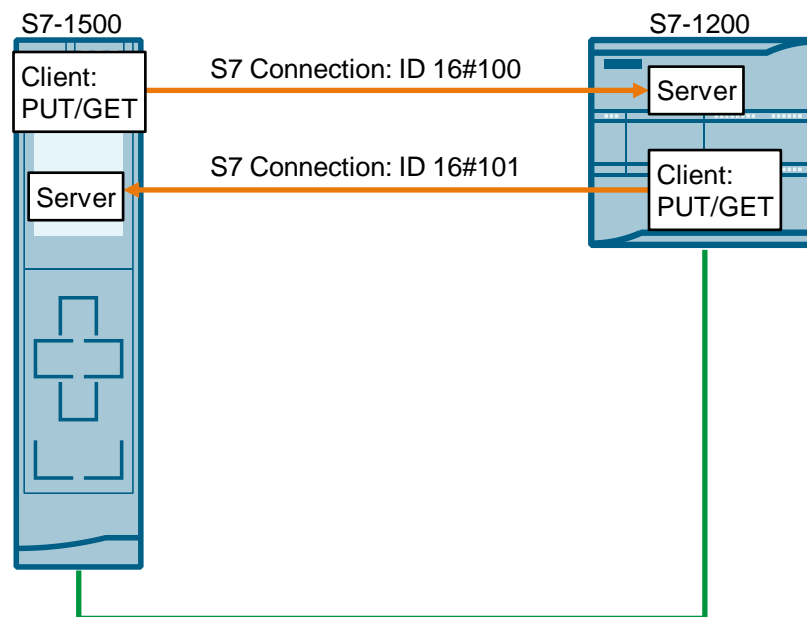 S7-1500
S7-1200
Client:
PUT/GET
S7 Connection: ID 16#100
Server
S7 Connection: ID 16#101
Server
Client:
PUT/GET